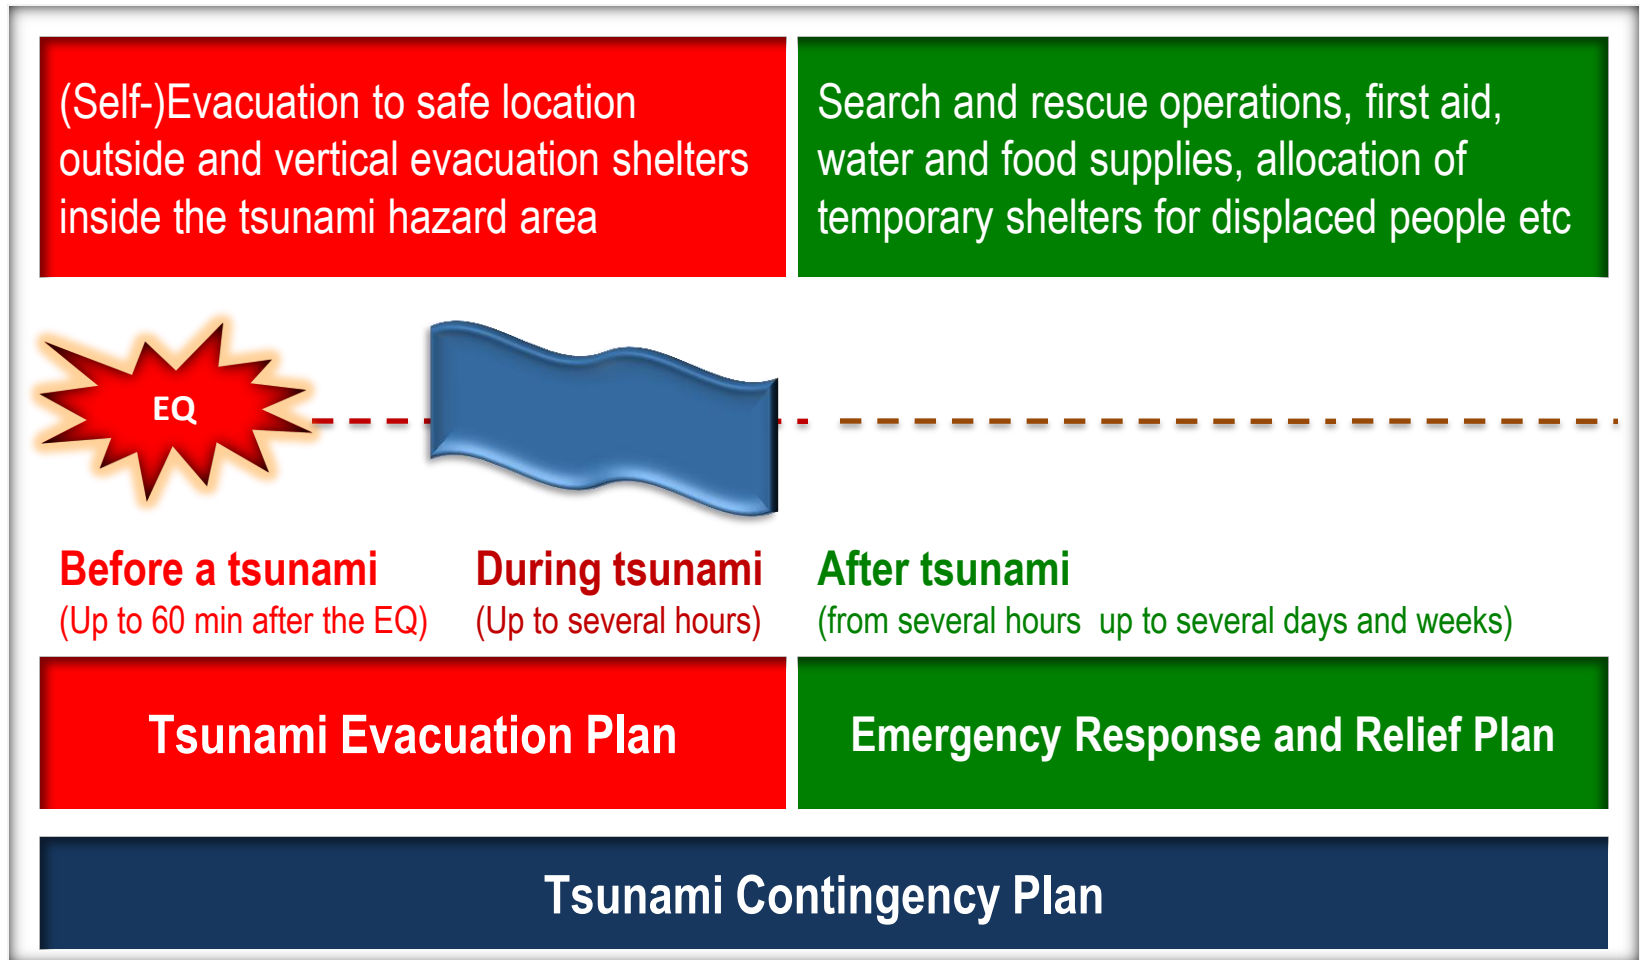 (Self-)Evacuation to safe location
outside and vertical evacuation shelters
inside the tsunami hazard area
Search and rescue operations, first aid,
water and food supplies, allocation of
temporary shelters for displaced people etc
EQ
Before a tsunami
(Up to 60 min after the EQ)
During tsunami
(Up to several hours)
After tsunami
(from several hours  up to several days and weeks)
Tsunami Evacuation Plan
Emergency Response and Relief Plan
Tsunami Contingency Plan